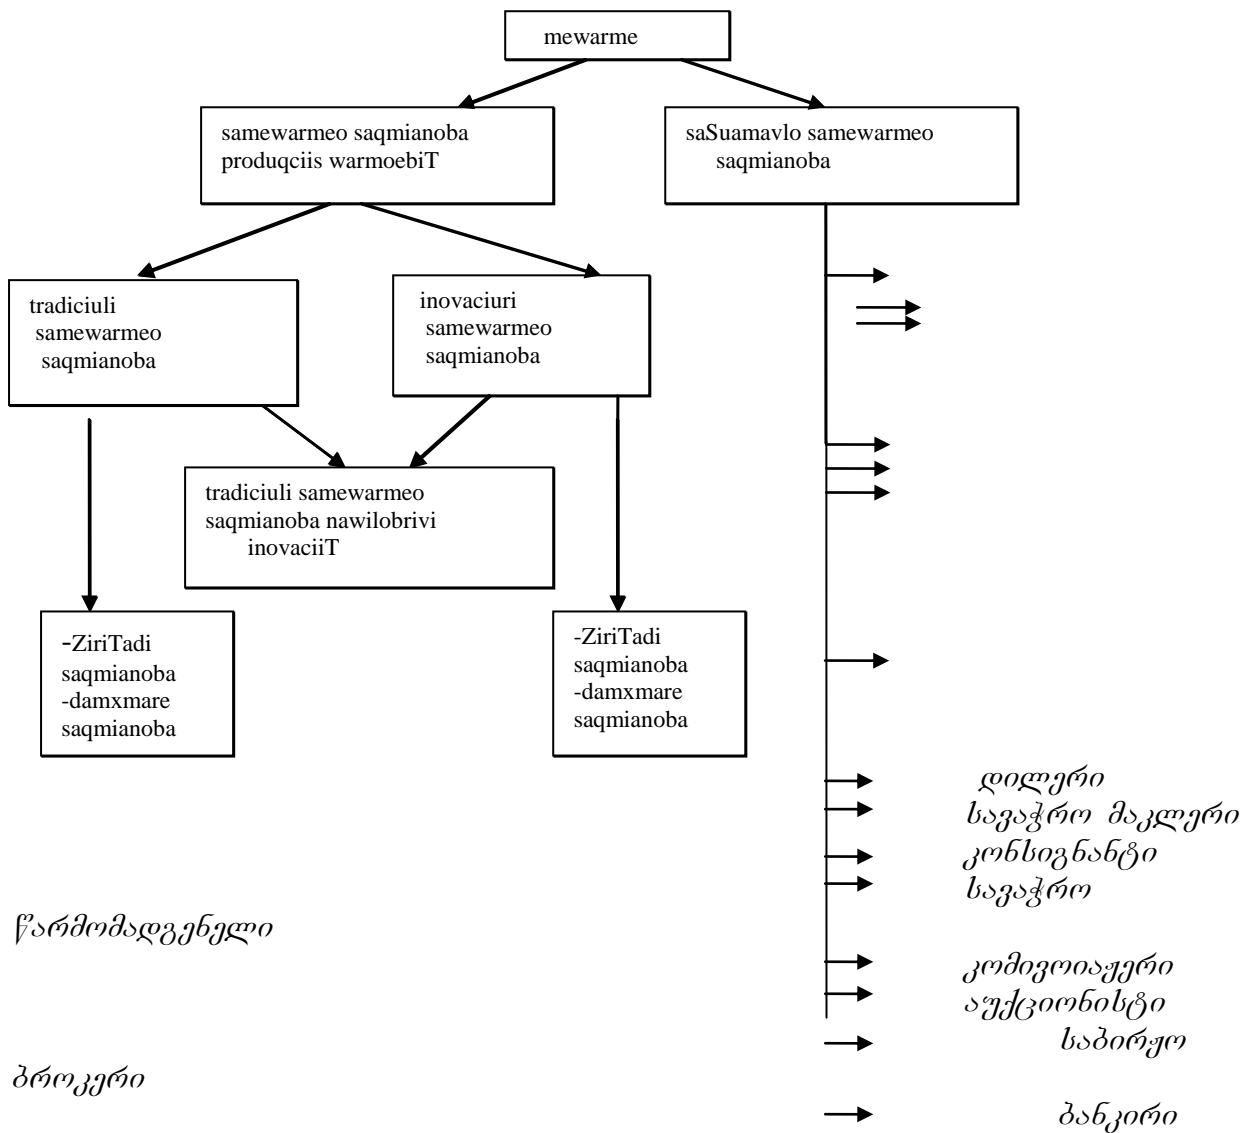 mewarme
samewarmeo saqmianoba
produqciis warmoebiT
saSuamavlo samewarmeo
saqmianoba
tradiciuli
samewarmeo
saqmianoba
inovaciuri
samewarmeo
saqmianoba
tradiciuli samewarmeo
saqmianoba nawilobrivi
inovaciiT
-ZiriTadi
saqmianoba
-damxmare
saqmianoba
-ZiriTadi
saqmianoba
-damxmare
saqmianoba
დილერი
სავაჭრო მაკლერი
კონსიგნანტი
სავაჭრო
წარმომადგენელი
კომივოიაჟერი
აუქციონისტი
საბირჟო
ბროკერი
ბანკირი